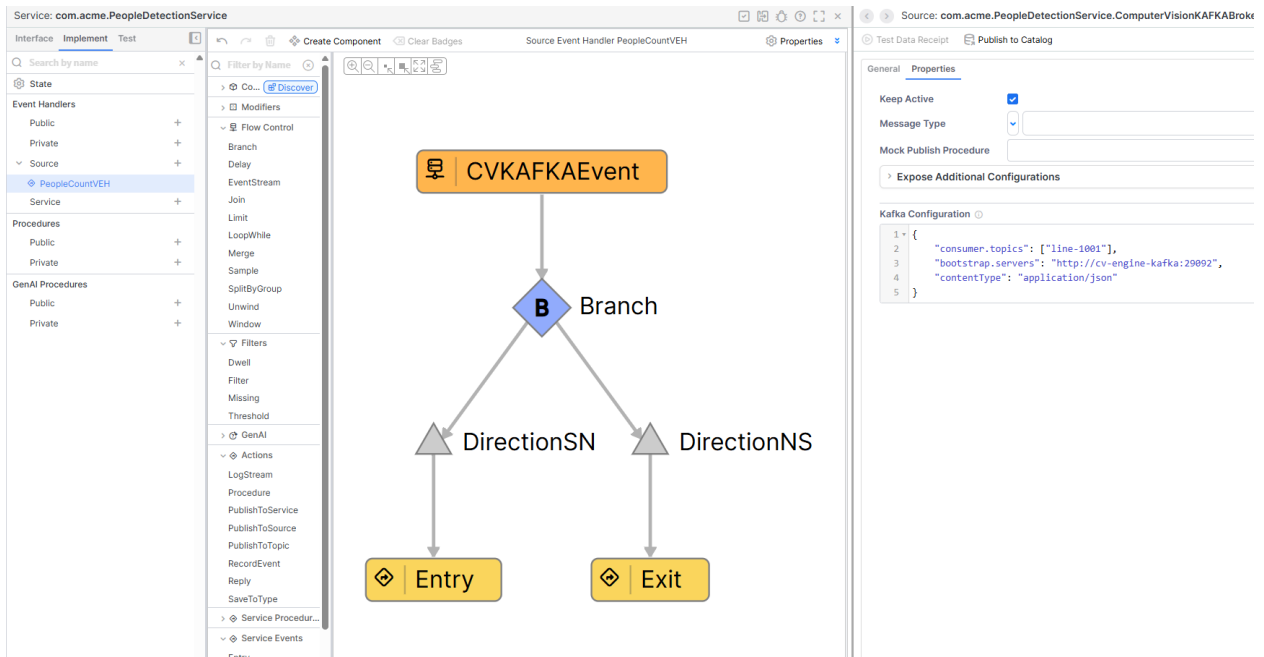 Service: com.acme.PeopleDetectionService
Interface Implement Test
Search by name
State
Event Handlers
Public
Private
Source
PeopleCountVEH
Service
Procedures
Public
Private
GenAI Procedures
Public
Private
Create Component Clear Badges Source Event Handler PeopleCountVEH Properties
Filter by Name
Co... Discover
Modifiers
Flow Control
Branch
Delay
EventStream
Join
Limit
LoopWhile
Merge
Sample
SplitByGroup
Unwind
Window
Filters
Dwell
Filter
Missing
Threshold
GenAI
Actions
LogStream
Procedure
PublishToService
PublishToSource
PublishToTopic
RecordEvent
Reply
SaveToType
Service Procedur...
Service Events
Entry
CVKAFKAEvent
B Branch
DirectionSN DirectionNS
Entry Exit
Source: com.acme.PeopleDetectionService.ComputerVisionKAFKABroke
Test Data Receipt Publish to Catalog
General Properties
Keep Active
Message Type
Mock Publish Procedure
Expose Additional Configurations
Kafka Configuration
1 {
2 "consumer.topics": ["line-1001"],
3 "bootstrap.servers": "http://cv-engine-kafka:29092",
4 "contentType": "application/json"
5 }